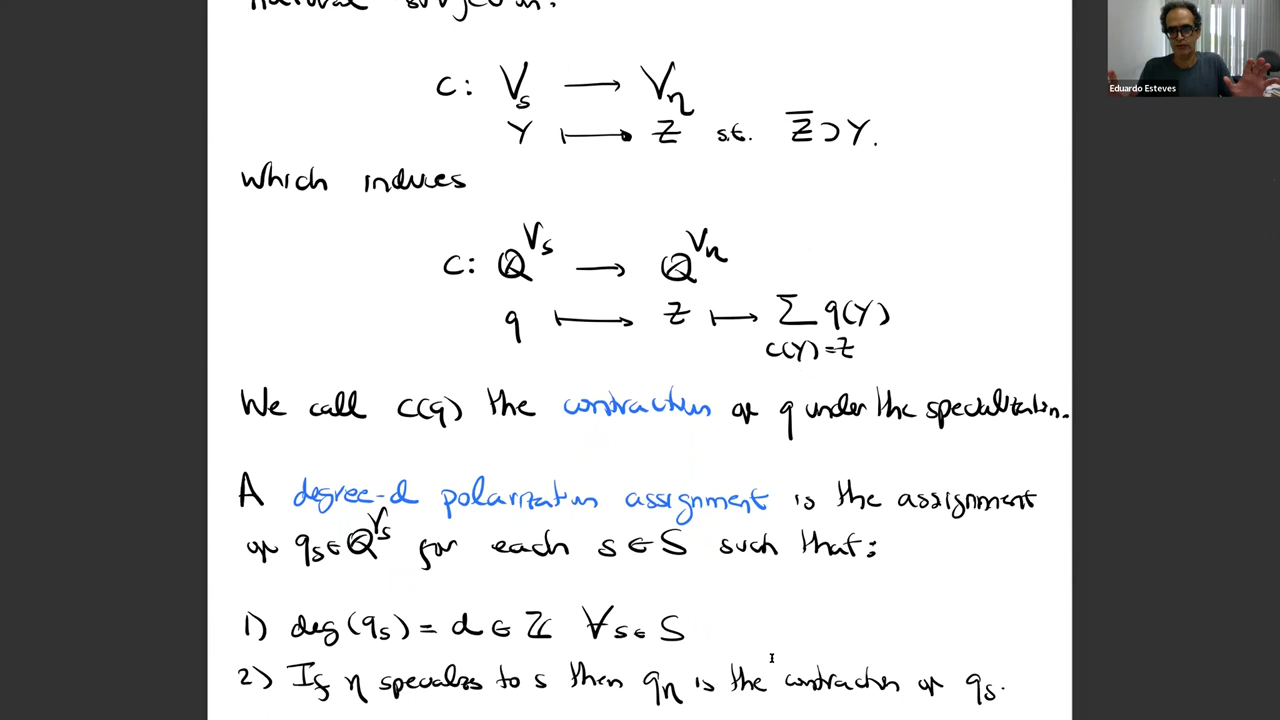 natural surjection:
Eduardo Esteves
C: V_s → V_η
Y ↦ Z s.t. Z̄ ⊃ Y.
which induces
C: ℚ^{V_s} → ℚ^{V_η}
q ↦ Z ↦ ∑ q(Y)
C(Y)=Z
We call C(q) the contraction of q under the specialization.
A degree-d polarization assignment is the assignment
of q_s ∈ ℚ^{V_s} for each s ∈ S such that:
1) deg(q_s) = d ∈ ℤ ∀ s ∈ S
2) If η specializes to s then q_η is the contraction of q_s.